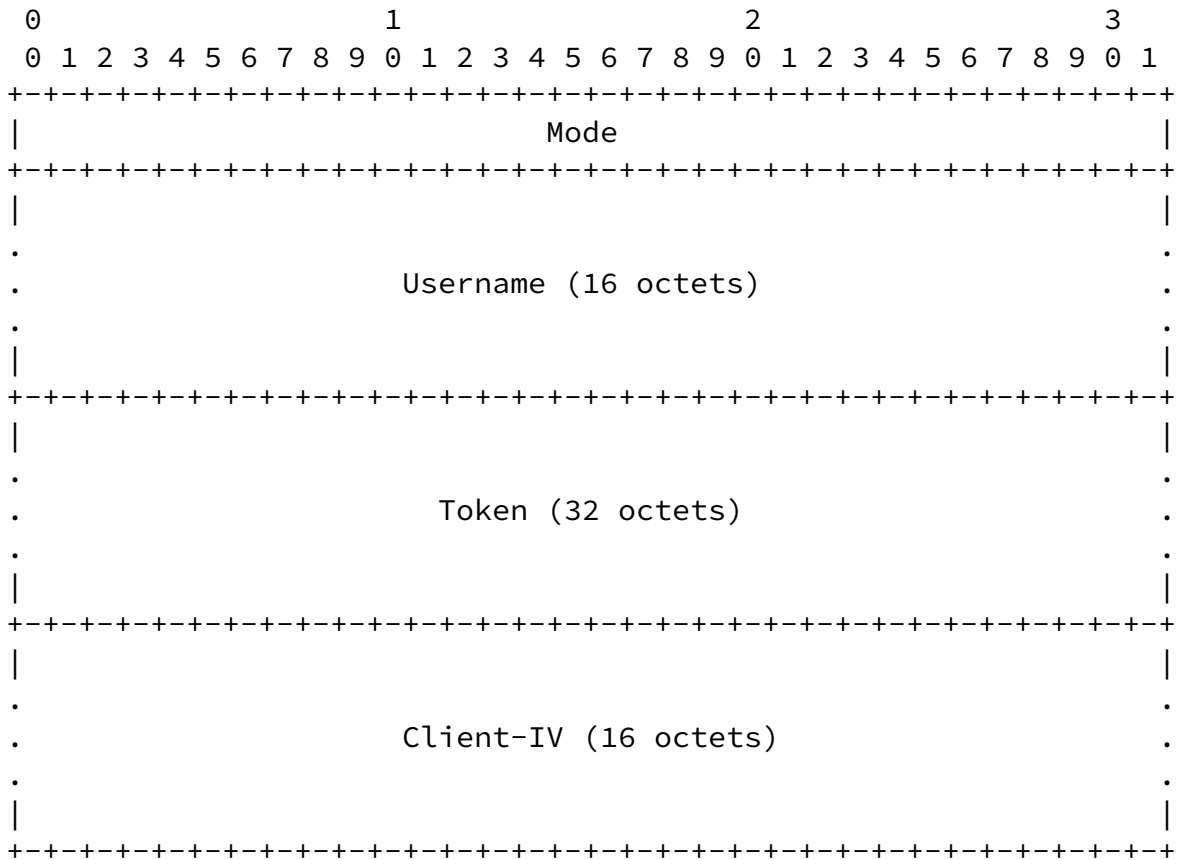 0                   1                   2                   3
 0 1 2 3 4 5 6 7 8 9 0 1 2 3 4 5 6 7 8 9 0 1 2 3 4 5 6 7 8 9 0 1
+-+-+-+-+-+-+-+-+-+-+-+-+-+-+-+-+-+-+-+-+-+-+-+-+-+-+-+-+-+-+-+-+
|                             Mode                              |
+-+-+-+-+-+-+-+-+-+-+-+-+-+-+-+-+-+-+-+-+-+-+-+-+-+-+-+-+-+-+-+-+
|                                                               |
.                                                               .
.                     Username (16 octets)                      .
.                                                               .
|                                                               |
+-+-+-+-+-+-+-+-+-+-+-+-+-+-+-+-+-+-+-+-+-+-+-+-+-+-+-+-+-+-+-+-+
|                                                               |
.                                                               .
.                       Token (32 octets)                       .
.                                                               .
|                                                               |
+-+-+-+-+-+-+-+-+-+-+-+-+-+-+-+-+-+-+-+-+-+-+-+-+-+-+-+-+-+-+-+-+
|                                                               |
.                                                               .
.                     Client-IV (16 octets)                     .
.                                                               .
|                                                               |
+-+-+-+-+-+-+-+-+-+-+-+-+-+-+-+-+-+-+-+-+-+-+-+-+-+-+-+-+-+-+-+-+